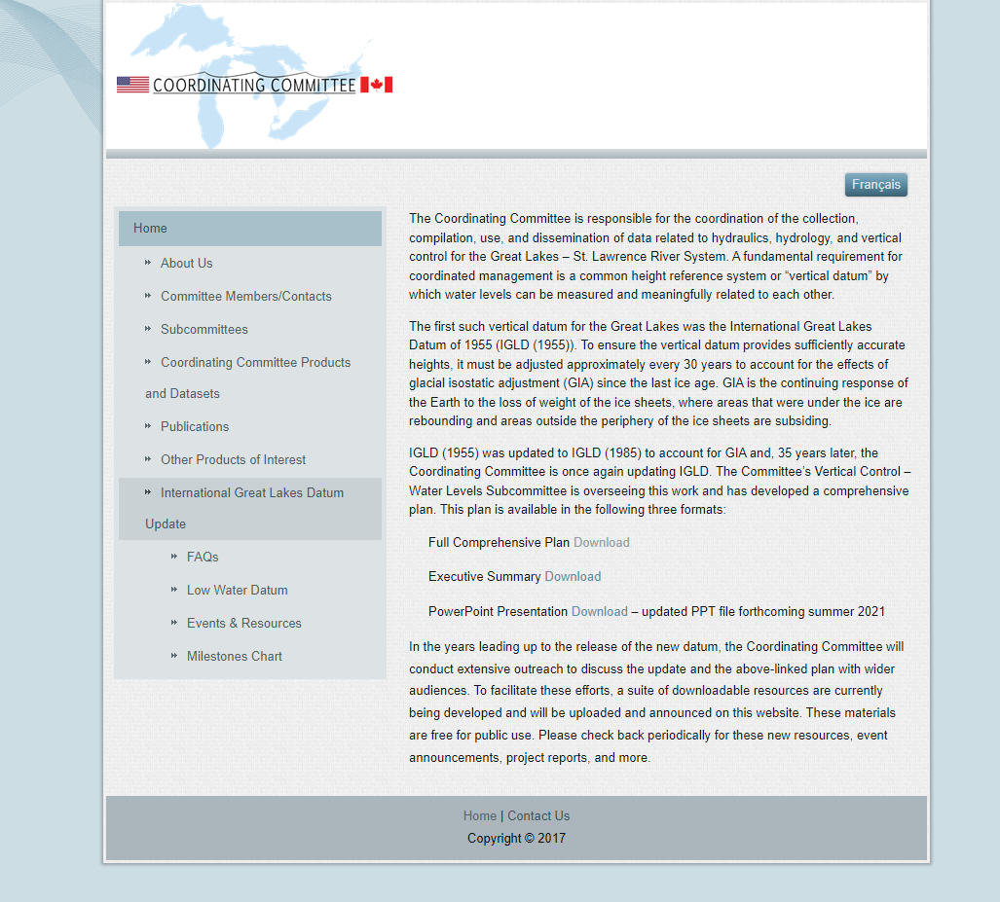 COORDINATING COMMITTEE
Français
Home
About Us
Committee Members/Contacts
Subcommittees
Coordinating Committee Products
and Datasets
Publications
Other Products of Interest
International Great Lakes Datum
Update
FAQs
Low Water Datum
Events & Resources
Milestones Chart
The Coordinating Committee is responsible for the coordination of the collection,
compilation, use, and dissemination of data related to hydraulics, hydrology, and vertical
control for the Great Lakes – St. Lawrence River System. A fundamental requirement for
coordinated management is a common height reference system or “vertical datum” by
which water levels can be measured and meaningfully related to each other.
The first such vertical datum for the Great Lakes was the International Great Lakes
Datum of 1955 (IGLD (1955)). To ensure the vertical datum provides sufficiently accurate
heights, it must be adjusted approximately every 30 years to account for the effects of
glacial isostatic adjustment (GIA) since the last ice age. GIA is the continuing response of
the Earth to the loss of weight of the ice sheets, where areas that were under the ice are
rebounding and areas outside the periphery of the ice sheets are subsiding.
IGLD (1955) was updated to IGLD (1985) to account for GIA and, 35 years later, the
Coordinating Committee is once again updating IGLD. The Committee’s Vertical Control –
Water Levels Subcommittee is overseeing this work and has developed a comprehensive
plan. This plan is available in the following three formats:
Full Comprehensive Plan Download
Executive Summary Download
PowerPoint Presentation Download – updated PPT file forthcoming summer 2021
In the years leading up to the release of the new datum, the Coordinating Committee will
conduct extensive outreach to discuss the update and the above-linked plan with wider
audiences. To facilitate these efforts, a suite of downloadable resources are currently
being developed and will be uploaded and announced on this website. These materials
are free for public use. Please check back periodically for these new resources, event
announcements, project reports, and more.
Home | Contact Us
Copyright © 2017